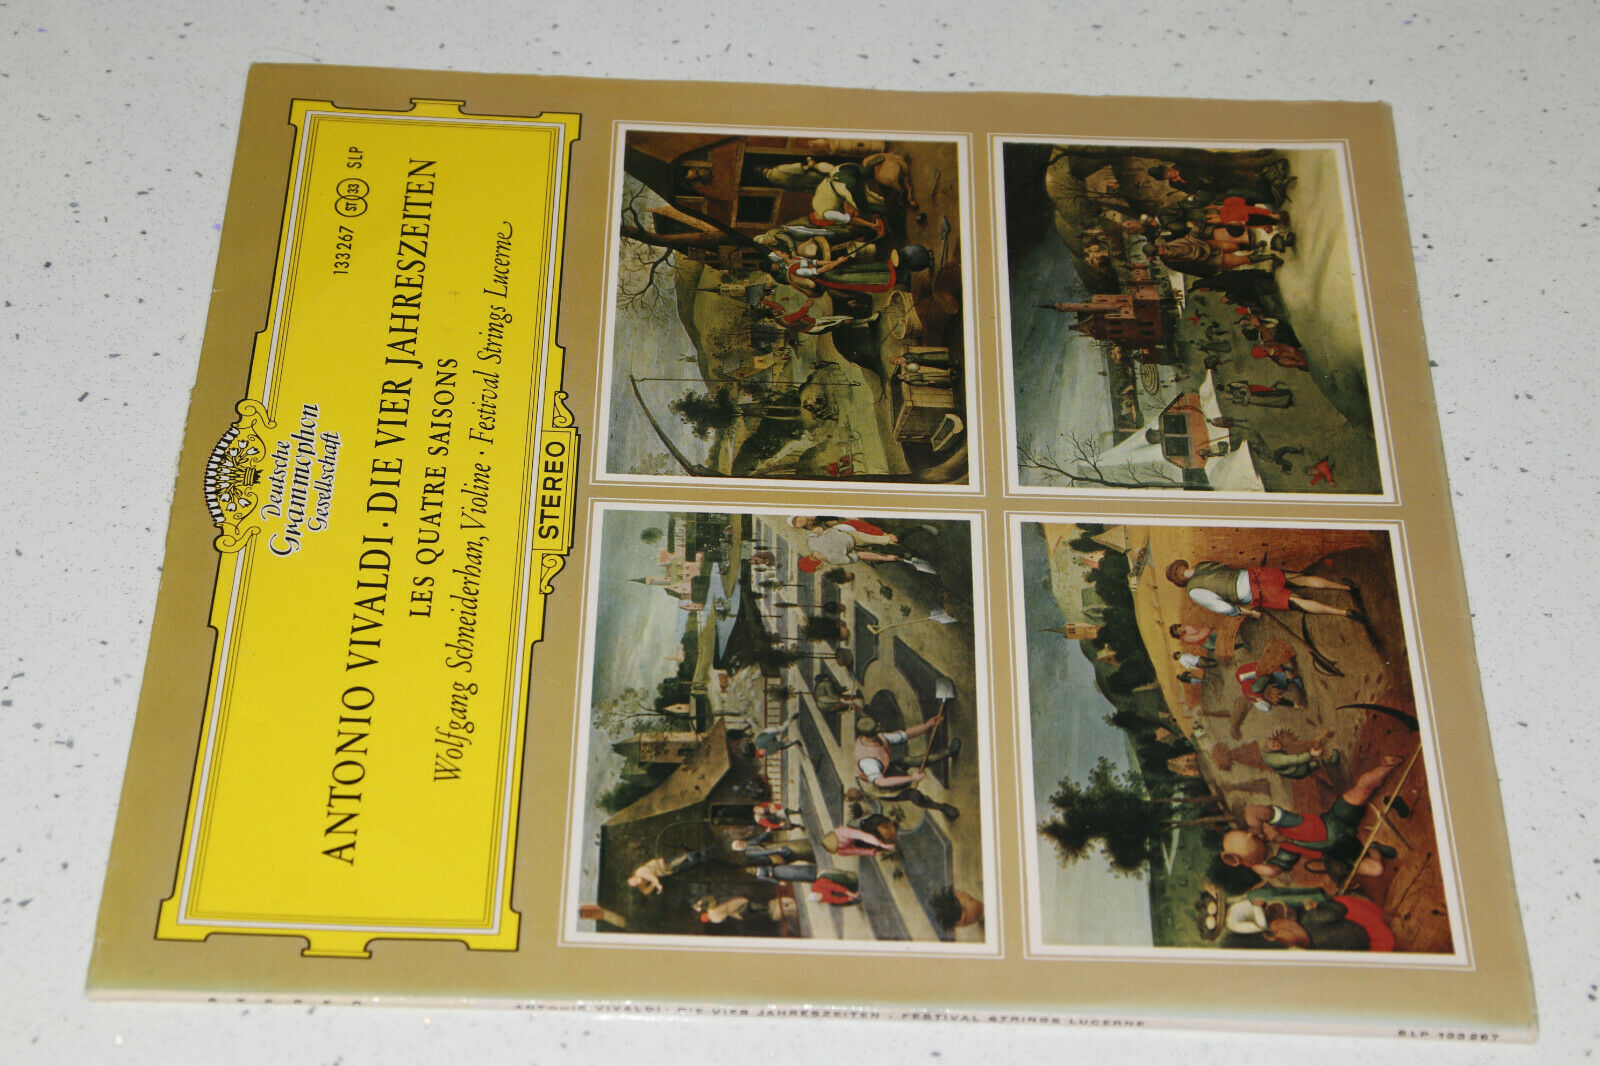 Deutsche
Grammophon
Gesellschaft
133267 ST 33 SLP
ANTONIO VIVALDI · DIE VIER JAHRESZEITEN
LES QUATRE SAISONS
Wolfgang Schneiderhan, Violine · Festival Strings Lucerne
STEREO
STEREO
ANTONIO VIVALDI · DIE VIER JAHRESZEITEN · FESTIVAL STRINGS LUCERNE
SLP 133267